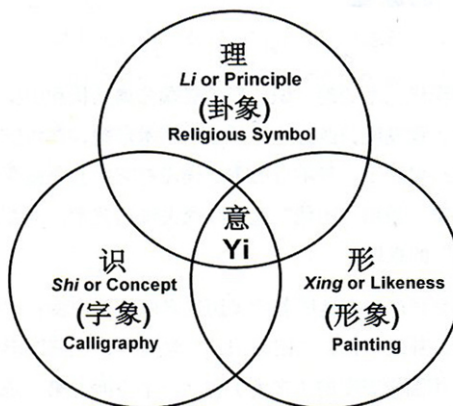 理
Li or Principle
(卦象)
Religious Symbol
意
Yi
识
Shi or Concept
(字象)
Calligraphy
形
Xing or Likeness
(形象)
Painting